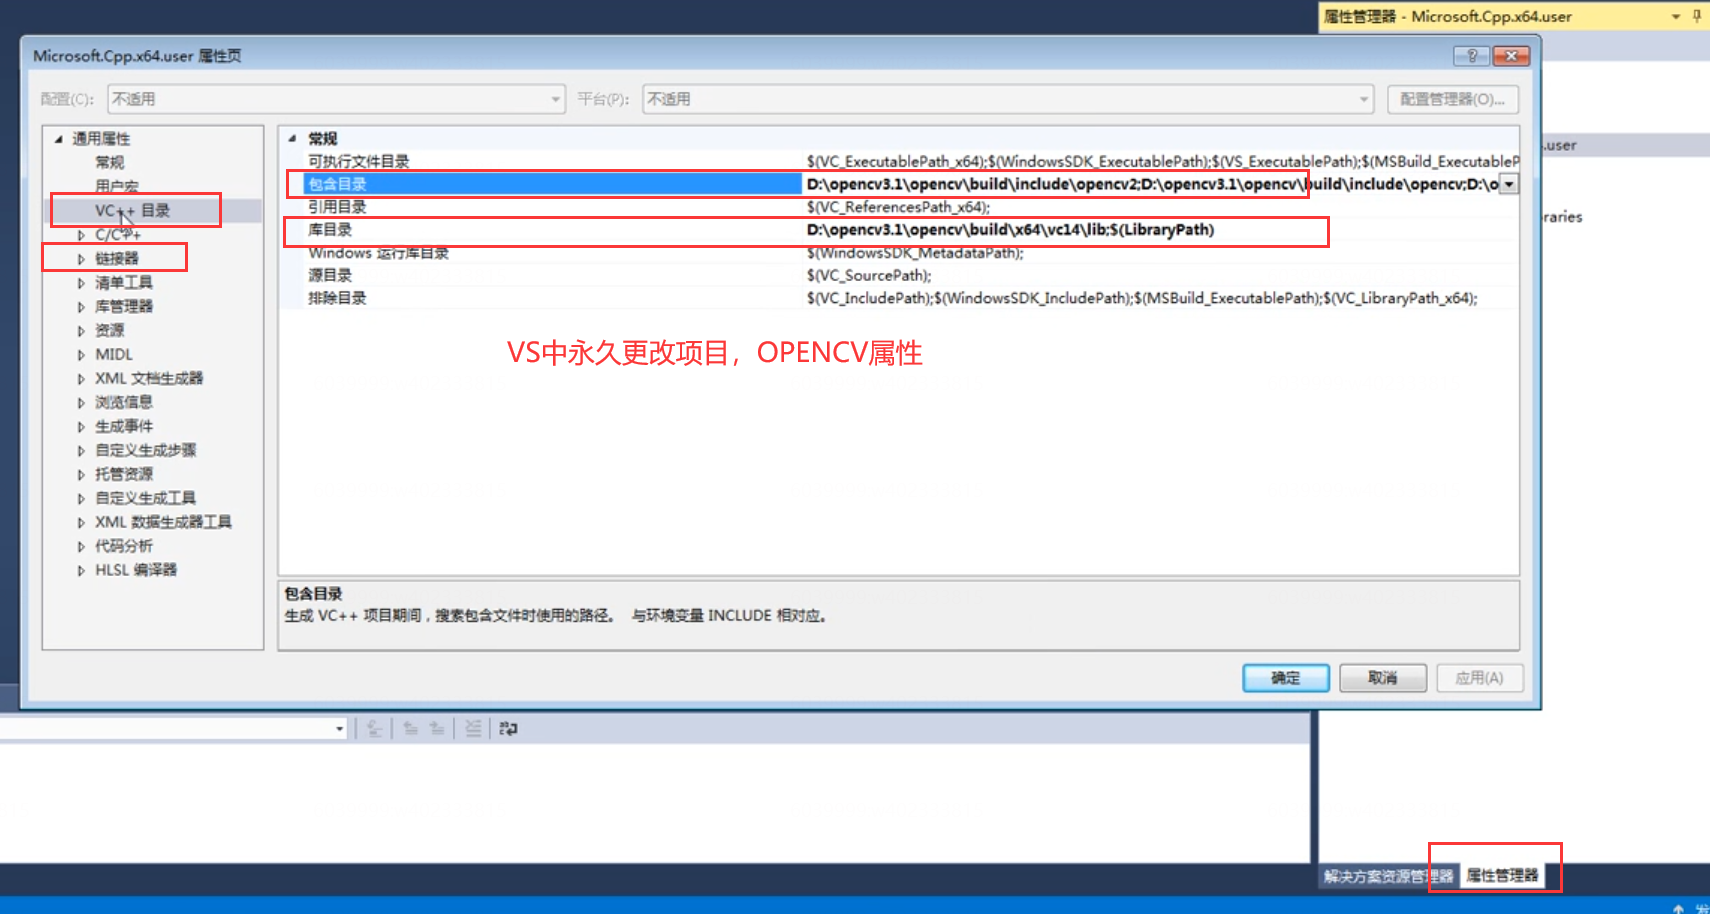 属性管理器 - Microsoft.Cpp.x64.user
Microsoft.Cpp.x64.user 属性页
配置(C): 不适用 平台(P): 不适用 配置管理器(O)...
通用属性
常规
用户宏
VC++ 目录
C/C++
链接器
清单工具
库管理器
资源
MIDL
XML 文档生成器
浏览信息
生成事件
自定义生成步骤
托管资源
自定义生成工具
XML 数据生成器工具
代码分析
HLSL 编译器
常规
可执行文件目录 $(VC_ExecutablePath_x64);$(WindowsSDK_ExecutablePath);$(VS_ExecutablePath);$(MSBuild_ExecutableP
包含目录 D:\opencv3.1\opencv\build\include\opencv2;D:\opencv3.1\opencv\build\include\opencv;D:\o
引用目录 $(VC_ReferencesPath_x64);
库目录 D:\opencv3.1\opencv\build\x64\vc14\lib;$(LibraryPath)
Windows 运行库目录 $(WindowsSDK_MetadataPath);
源目录 $(VC_SourcePath);
排除目录 $(VC_IncludePath);$(WindowsSDK_IncludePath);$(MSBuild_ExecutablePath);$(VC_LibraryPath_x64);
VS中永久更改项目，OPENCV属性
包含目录
生成 VC++ 项目期间，搜索包含文件时使用的路径。 与环境变量 INCLUDE 相对应。
确定 取消 应用(A)
.user
raries
解决方案资源管理器 属性管理器